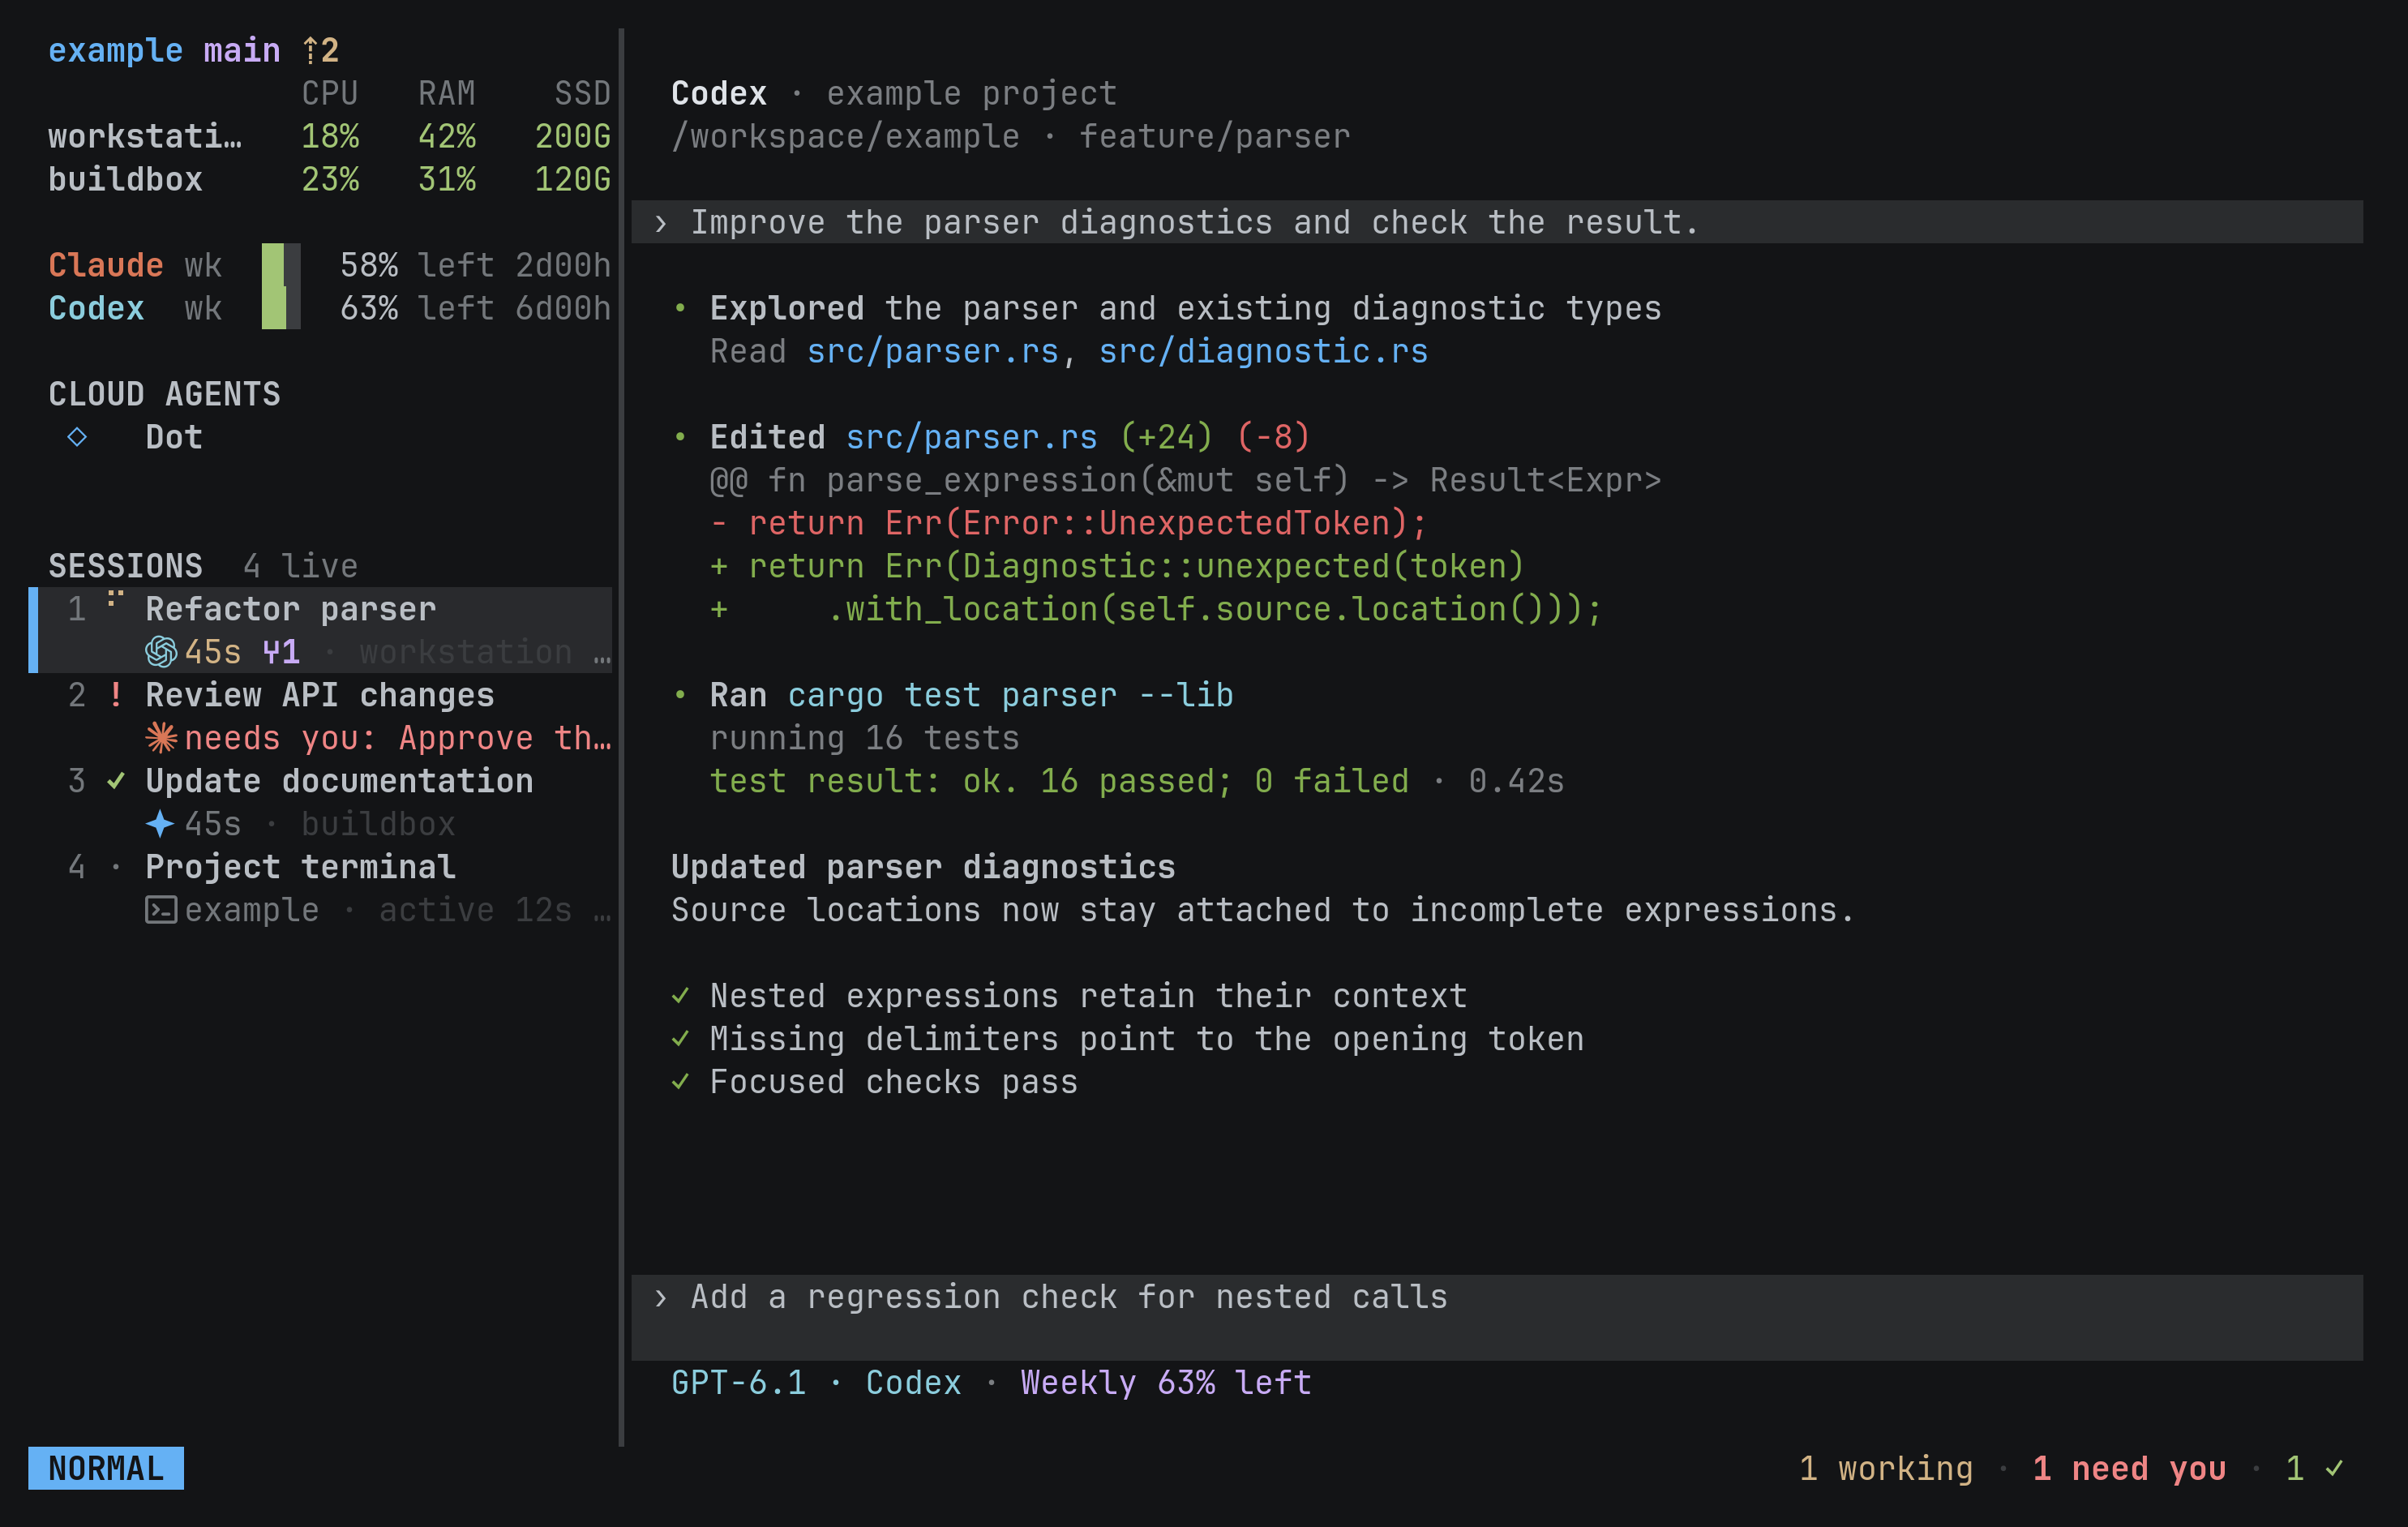 example main ⇡2
CPU RAM SSD
workstati… 18% 42% 200G
buildbox 23% 31% 120G
Claude wk 58% left 2d00h
Codex wk 63% left 6d00h
CLOUD AGENTS
◇ Dot
SESSIONS 4 live
1 Refactor parser
45s 1 · workstation …
2 ! Review API changes
needs you: Approve th…
3 ✓ Update documentation
45s · buildbox
4 · Project terminal
example · active 12s …
Codex · example project
/workspace/example · feature/parser
› Improve the parser diagnostics and check the result.
• Explored the parser and existing diagnostic types
Read src/parser.rs, src/diagnostic.rs
• Edited src/parser.rs (+24) (-8)
@@ fn parse_expression(&mut self) -> Result<Expr>
- return Err(Error::UnexpectedToken);
+ return Err(Diagnostic::unexpected(token)
+     .with_location(self.source.location()));
• Ran cargo test parser --lib
running 16 tests
test result: ok. 16 passed; 0 failed · 0.42s
Updated parser diagnostics
Source locations now stay attached to incomplete expressions.
✓ Nested expressions retain their context
✓ Missing delimiters point to the opening token
✓ Focused checks pass
› Add a regression check for nested calls
GPT-6.1 · Codex · Weekly 63% left
NORMAL
1 working · 1 need you · 1 ✓